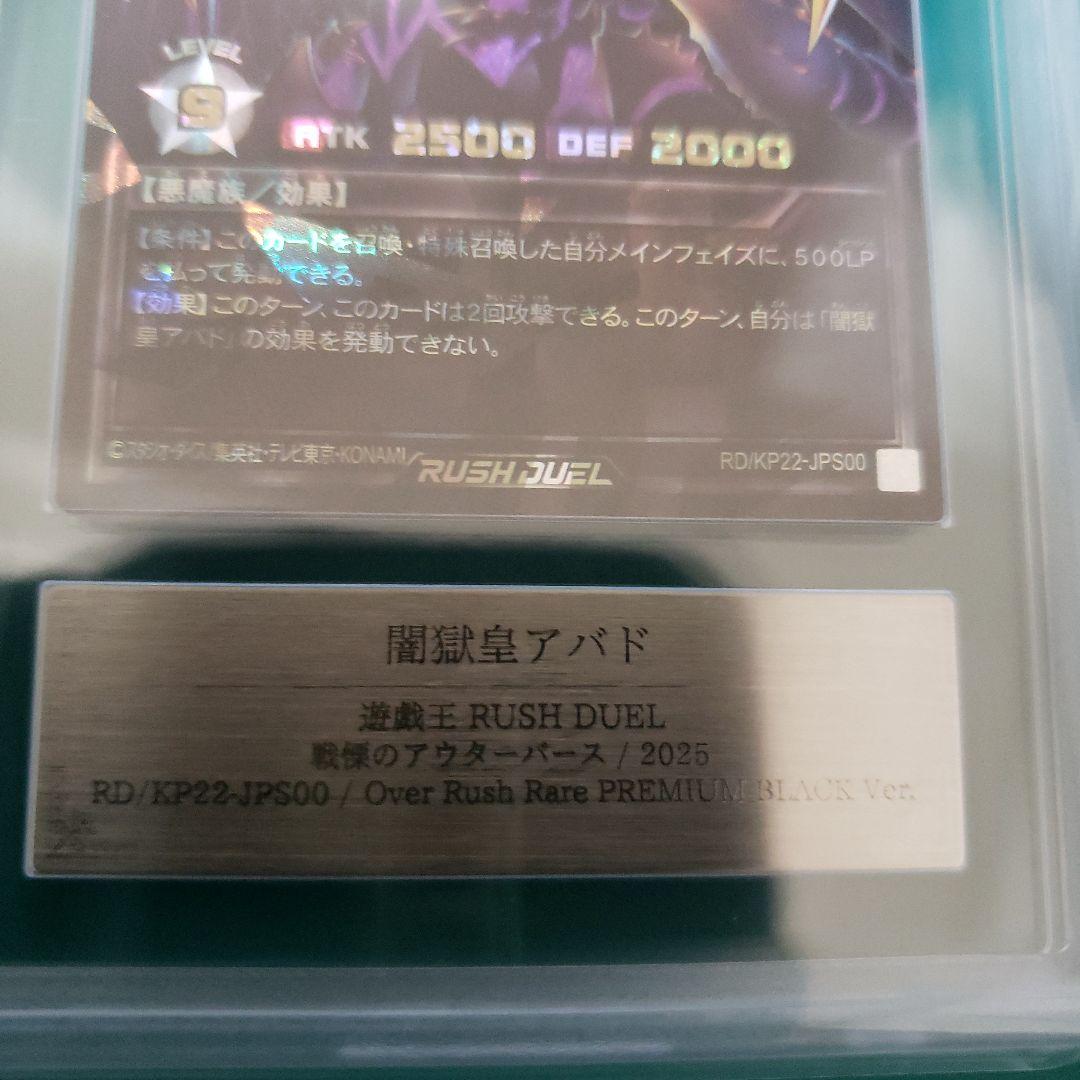 LEVEL
9
ATK 2500 DEF 2000
【悪魔族／効果】
【条件】このカードを召喚・特殊召喚した自分メインフェイズに、500LP
を払って発動できる。
【効果】このターン、このカードは2回攻撃できる。このターン、自分は「闇獄
皇アバド」の効果を発動できない。
©スタジオ・ダイス/集英社・テレビ東京・KONAMI
RUSH DUEL
RD/KP22-JPS00
闇獄皇アバド
遊戯王 RUSH DUEL
戦慄のアウターバース / 2025
RD/KP22-JPS00 / Over Rush Rare PREMIUM BLACK Ver.